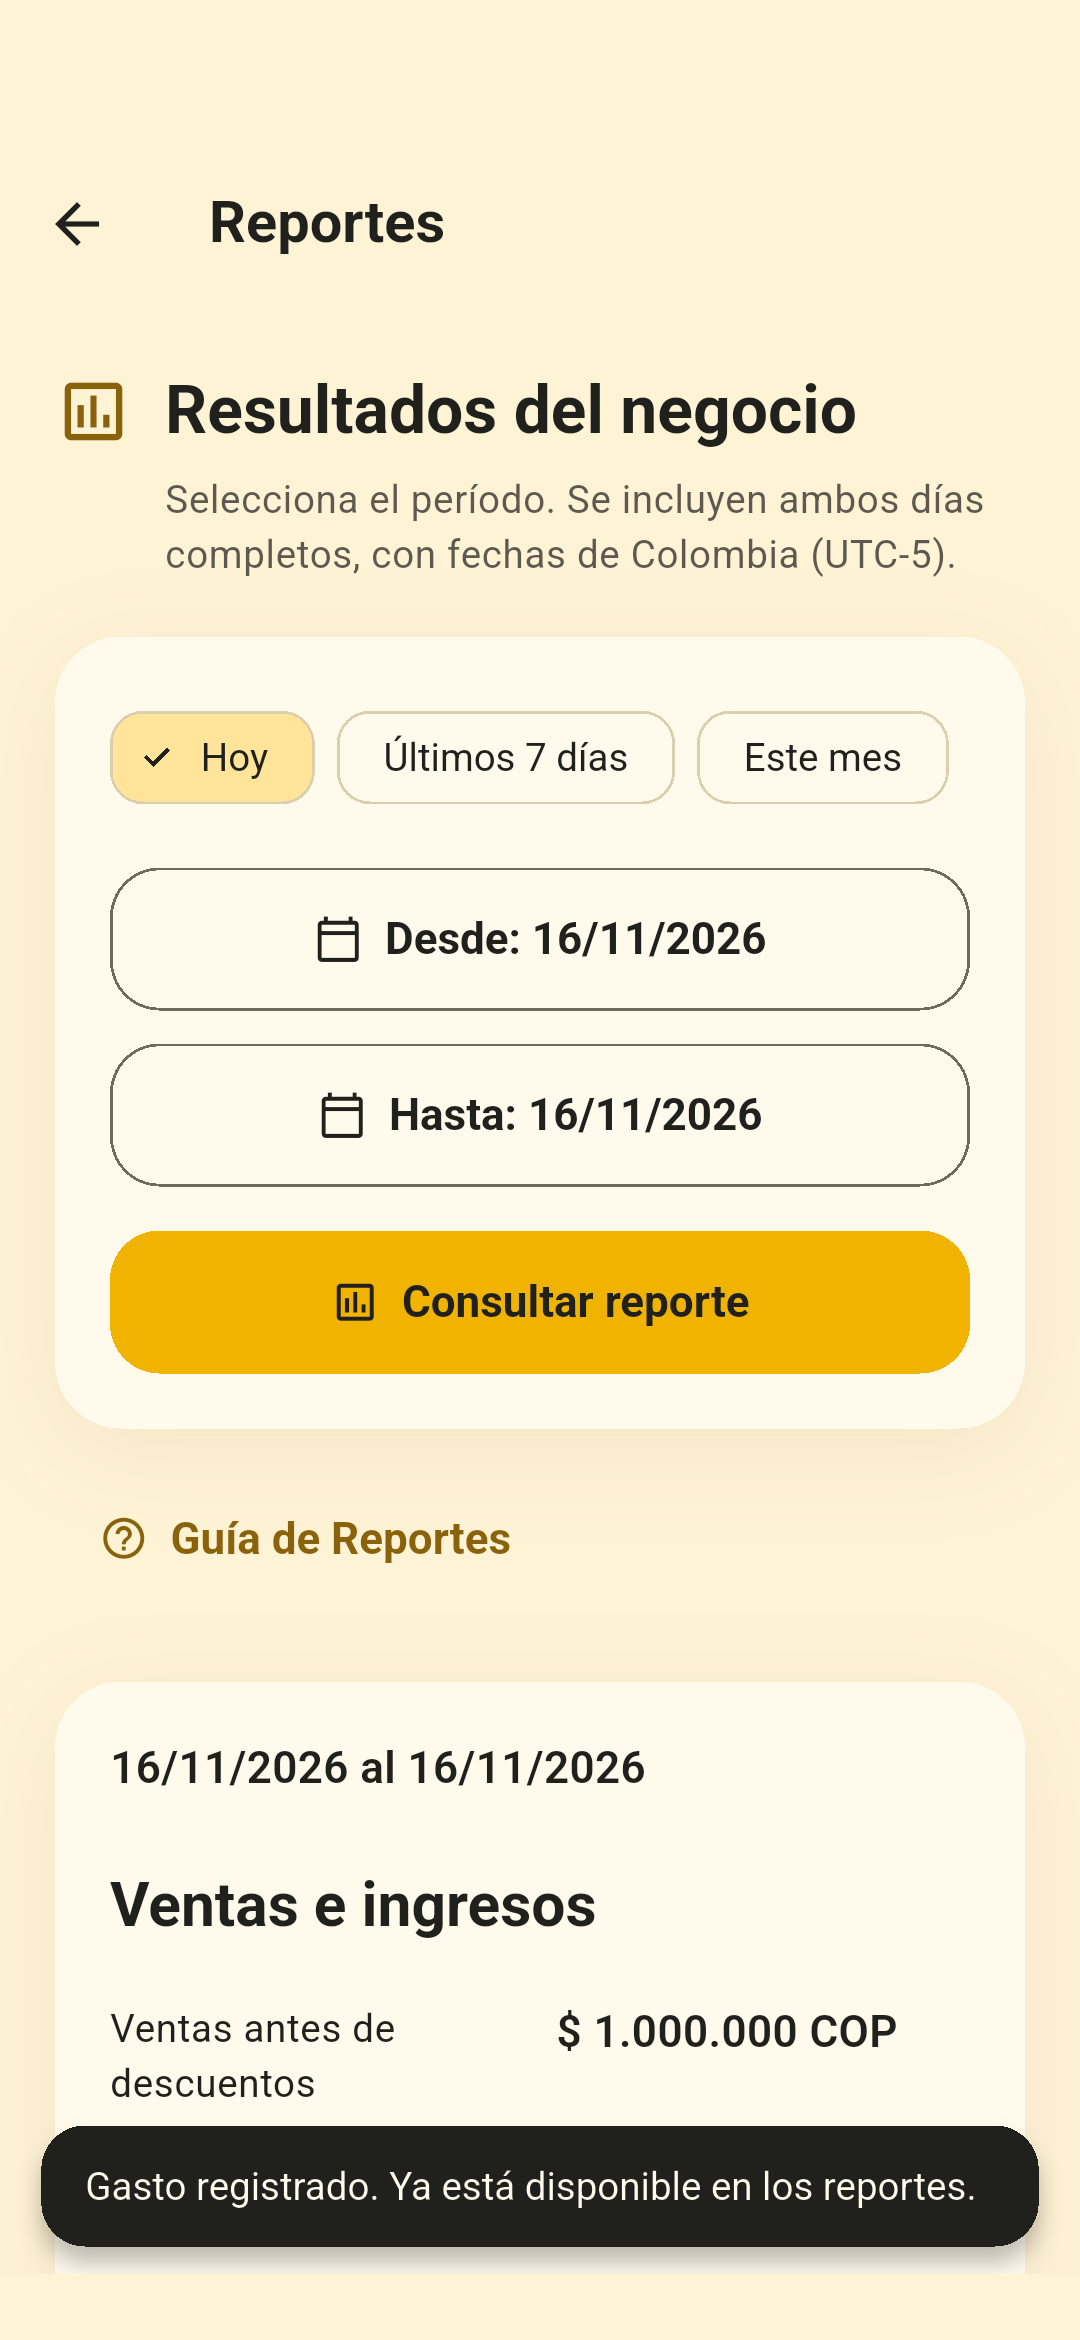 Reportes
Resultados del negocio
Selecciona el período. Se incluyen ambos días
completos, con fechas de Colombia (UTC-5).
Hoy
Últimos 7 días
Este mes
Desde: 16/11/2026
Hasta: 16/11/2026
Consultar reporte
Guía de Reportes
16/11/2026 al 16/11/2026
Ventas e ingresos
Ventas antes de
descuentos
$ 1.000.000 COP
Gasto registrado. Ya está disponible en los reportes.